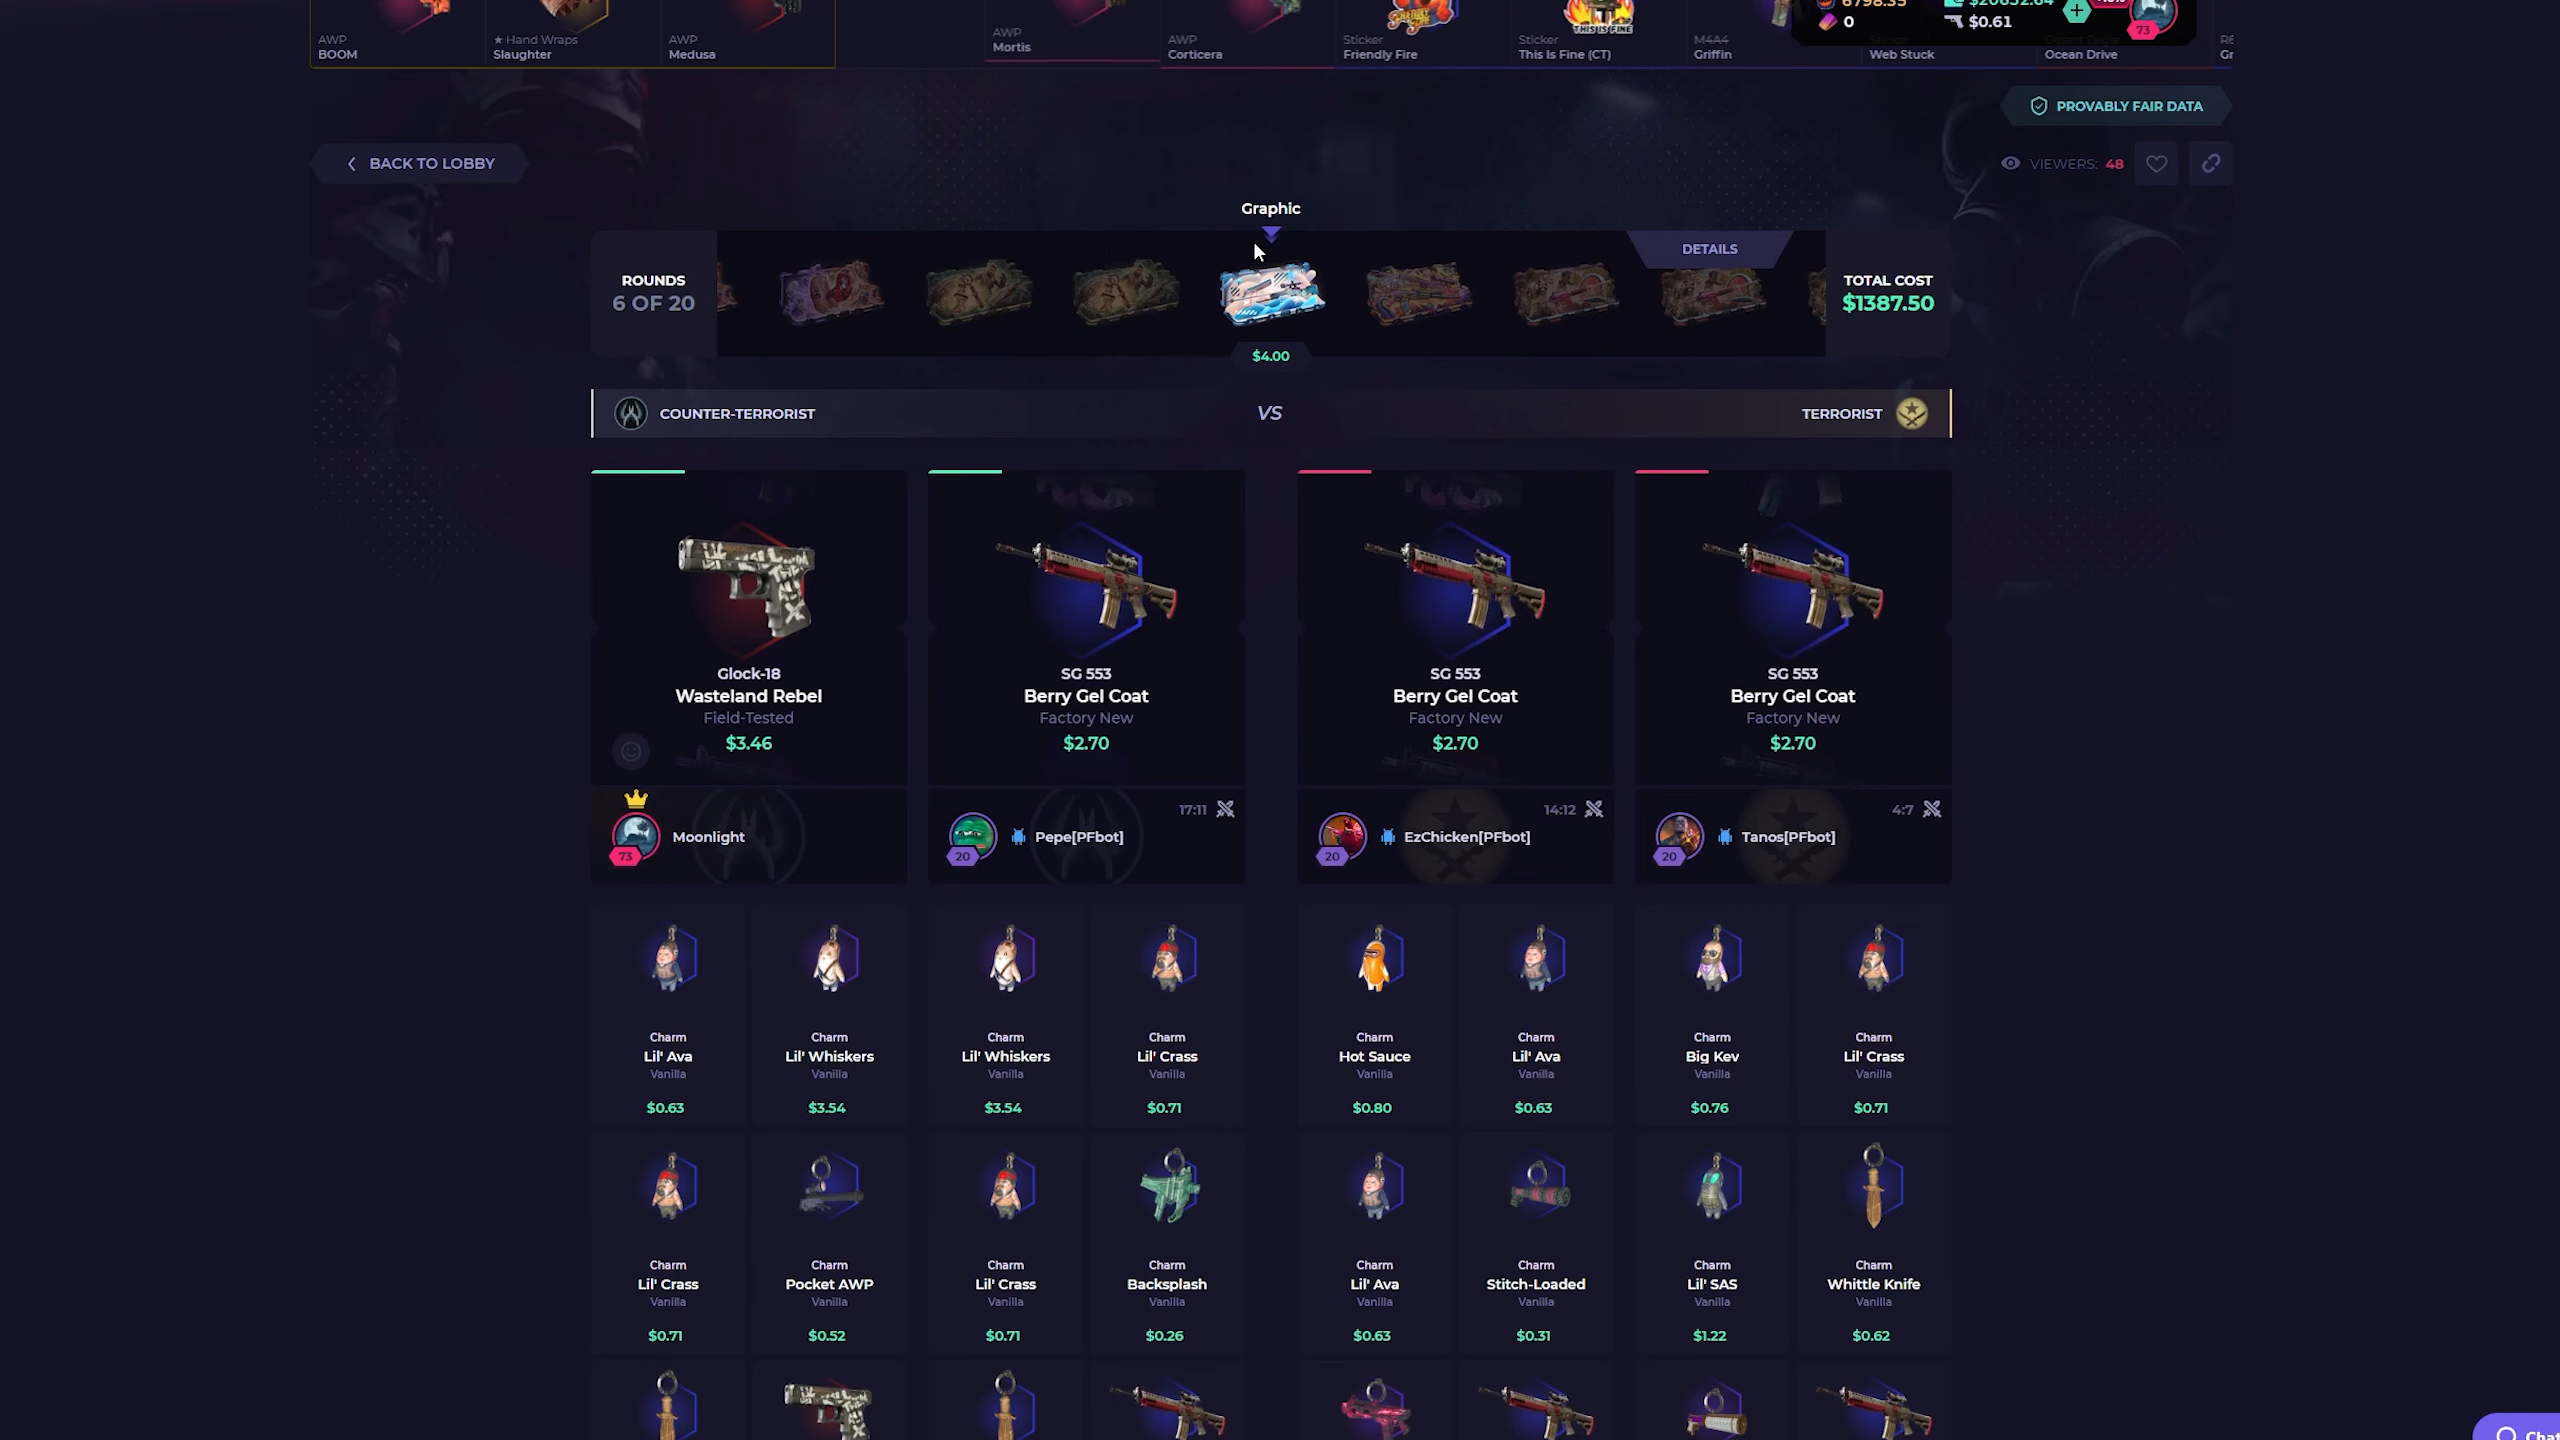 AWP
BOOM
★ Hand Wraps
Slaughter
AWP
Medusa
AWP
Mortis
AWP
Corticera
Sticker
Friendly Fire
THIS IS FINE
Sticker
This Is Fine (CT)
M4A4
Griffin
Web Stuck
Ocean Drive
0
$0.61
73
PROVABLY FAIR DATA
BACK TO LOBBY
VIEWERS: 48
Graphic
ROUNDS
6 OF 20
DETAILS
TOTAL COST
$1387.50
$4.00
COUNTER-TERRORIST
VS
TERRORIST
Glock-18
Wasteland Rebel
Field-Tested
$3.46
SG 553
Berry Gel Coat
Factory New
$2.70
SG 553
Berry Gel Coat
Factory New
$2.70
SG 553
Berry Gel Coat
Factory New
$2.70
73
Moonlight
17:11
20
Pepe[PFbot]
14:12
20
EzChicken[PFbot]
4:7
20
Tanos[PFbot]
Charm
Lil' Ava
Vanilla
$0.63
Charm
Lil' Whiskers
Vanilla
$3.54
Charm
Lil' Whiskers
Vanilla
$3.54
Charm
Lil' Crass
Vanilla
$0.71
Charm
Hot Sauce
Vanilla
$0.80
Charm
Lil' Ava
Vanilla
$0.63
Charm
Big Kev
Vanilla
$0.76
Charm
Lil' Crass
Vanilla
$0.71
Charm
Lil' Crass
Vanilla
$0.71
Charm
Pocket AWP
Vanilla
$0.52
Charm
Lil' Crass
Vanilla
$0.71
Charm
Backsplash
Vanilla
$0.26
Charm
Lil' Ava
Vanilla
$0.63
Charm
Stitch-Loaded
Vanilla
$0.31
Charm
Lil' SAS
Vanilla
$1.22
Charm
Whittle Knife
Vanilla
$0.62